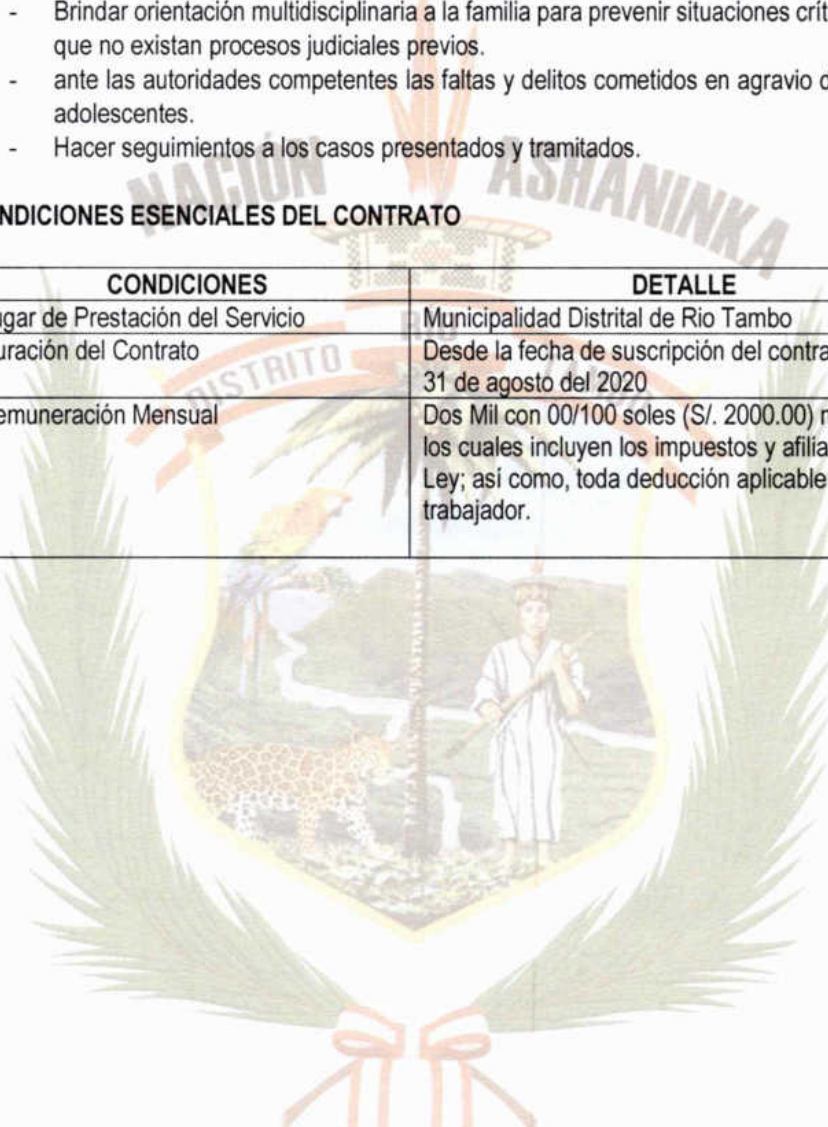 - Brindar orientación multidisciplinaria a la familia para prevenir situaciones crít
que no existan procesos judiciales previos.
- ante las autoridades competentes las faltas y delitos cometidos en agravio d
adolescentes.
- Hacer seguimientos a los casos presentados y tramitados.
NACIÓN ASHANINKA
NDICIONES ESENCIALES DEL CONTRATO
CONDICIONES DETALLE
ugar de Prestación del Servicio Municipalidad Distrital de Rio Tambo
uración del Contrato Desde la fecha de suscripción del contra
31 de agosto del 2020
DISTRITO RIO
emuneración Mensual Dos Mil con 00/100 soles (S/. 2000.00) m
los cuales incluyen los impuestos y afilia
Ley; así como, toda deducción aplicable
trabajador.